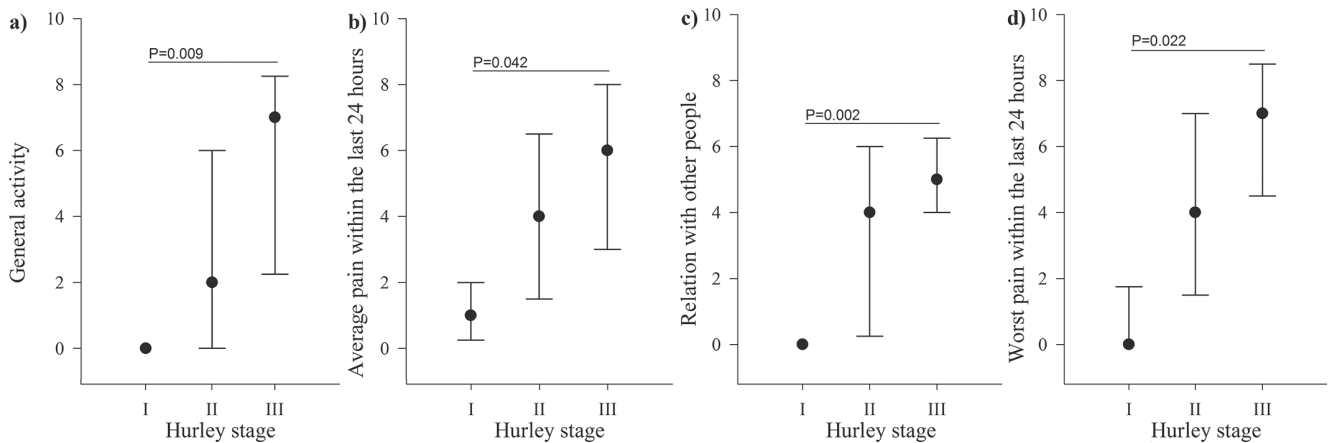 a)
10
8
6
4
2
0
General activity
P=0.009
I II III
Hurley stage
b)
10
8
6
4
2
0
Average pain within the last 24 hours
P=0.042
I II III
Hurley stage
c)
10
8
6
4
2
0
Relation with other people
P=0.002
I II III
Hurley stage
d)
10
8
6
4
2
0
Worst pain within the last 24 hours
P=0.022
I II III
Hurley stage